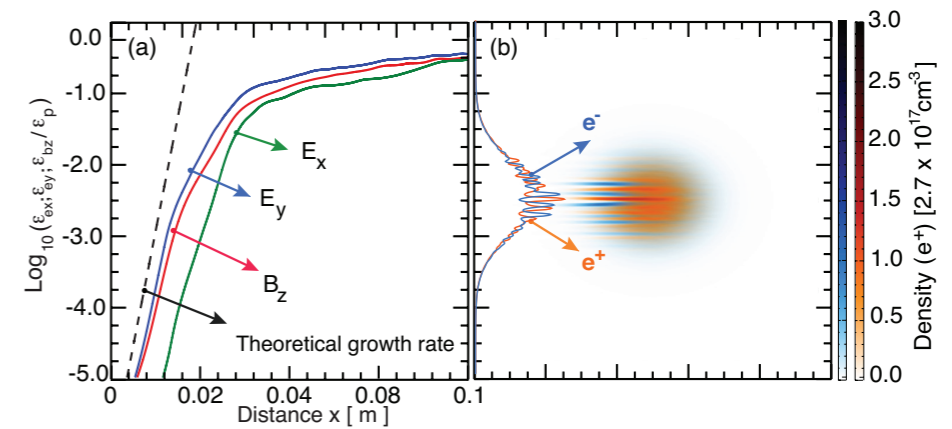 (a)
(b)
0.0
-1.0
-2.0
-3.0
-4.0
-5.0
Log10 (εex; εey; εbz / εp)
Ex
Ey
Bz
Theoretical growth rate
0 0.02 0.04 0.06 0.08 0.1
Distance x [ m ]
e-
e+
3.0
2.5
2.0
1.5
1.0
0.5
0.0
Density (e+) [2.7 x 10^17 cm^-3]